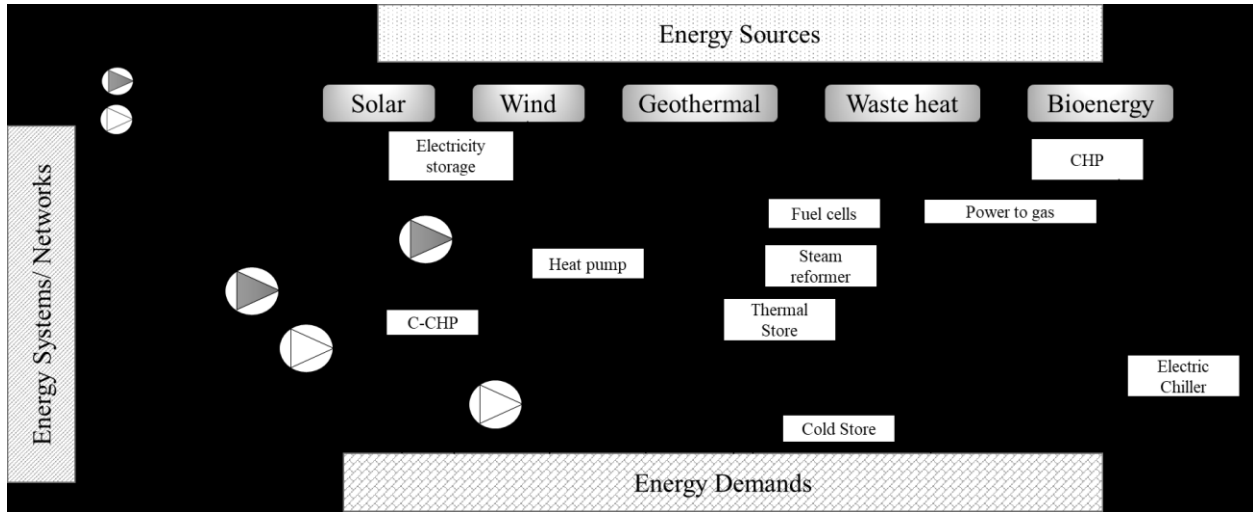 Energy Sources
Solar
Wind
Geothermal
Waste heat
Bioenergy
Electricity
storage
CHP
Fuel cells
Power to gas
Heat pump
Steam
reformer
Thermal
Store
C-CHP
Electric
Chiller
Cold Store
Energy Systems/ Networks
Energy Demands